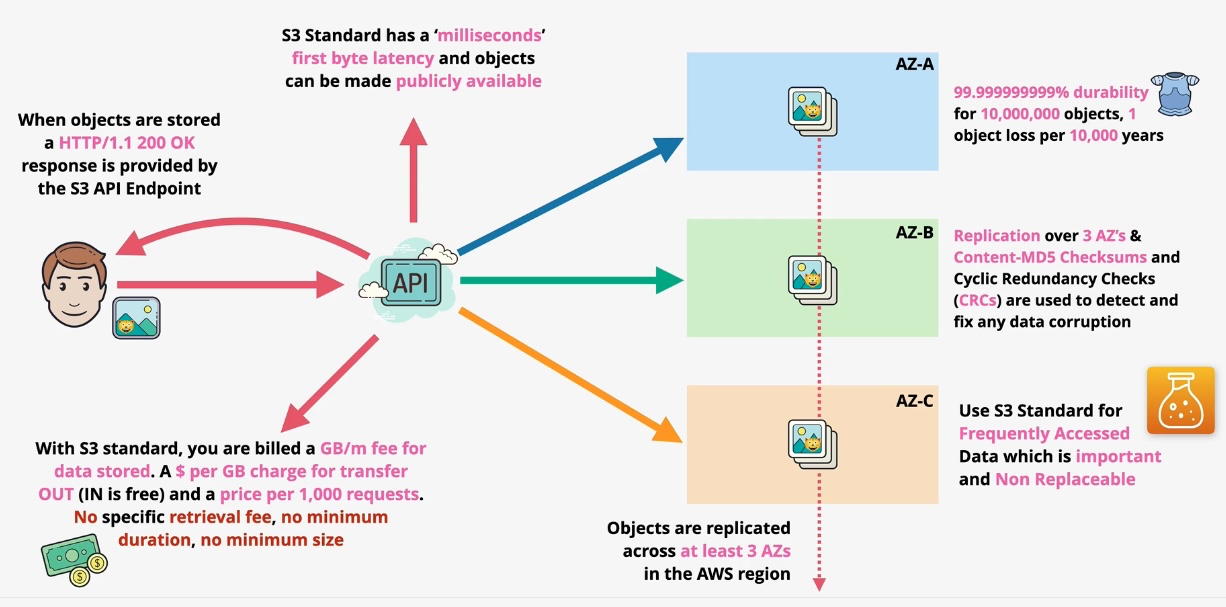 S3 Standard has a ‘milliseconds’
first byte latency and objects
can be made publicly available
When objects are stored
a HTTP/1.1 200 OK
response is provided by
the S3 API Endpoint
API
With S3 standard, you are billed a GB/m fee for
data stored. A $ per GB charge for transfer
OUT (IN is free) and a price per 1,000 requests.
No specific retrieval fee, no minimum
duration, no minimum size
$
$
AZ-A
99.999999999% durability
for 10,000,000 objects, 1
object loss per 10,000 years
AZ-B
Replication over 3 AZ's &
Content-MD5 Checksums and
Cyclic Redundancy Checks
(CRCs) are used to detect and
fix any data corruption
AZ-C
Use S3 Standard for
Frequently Accessed
Data which is important
and Non Replaceable
Objects are replicated
across at least 3 AZs
in the AWS region